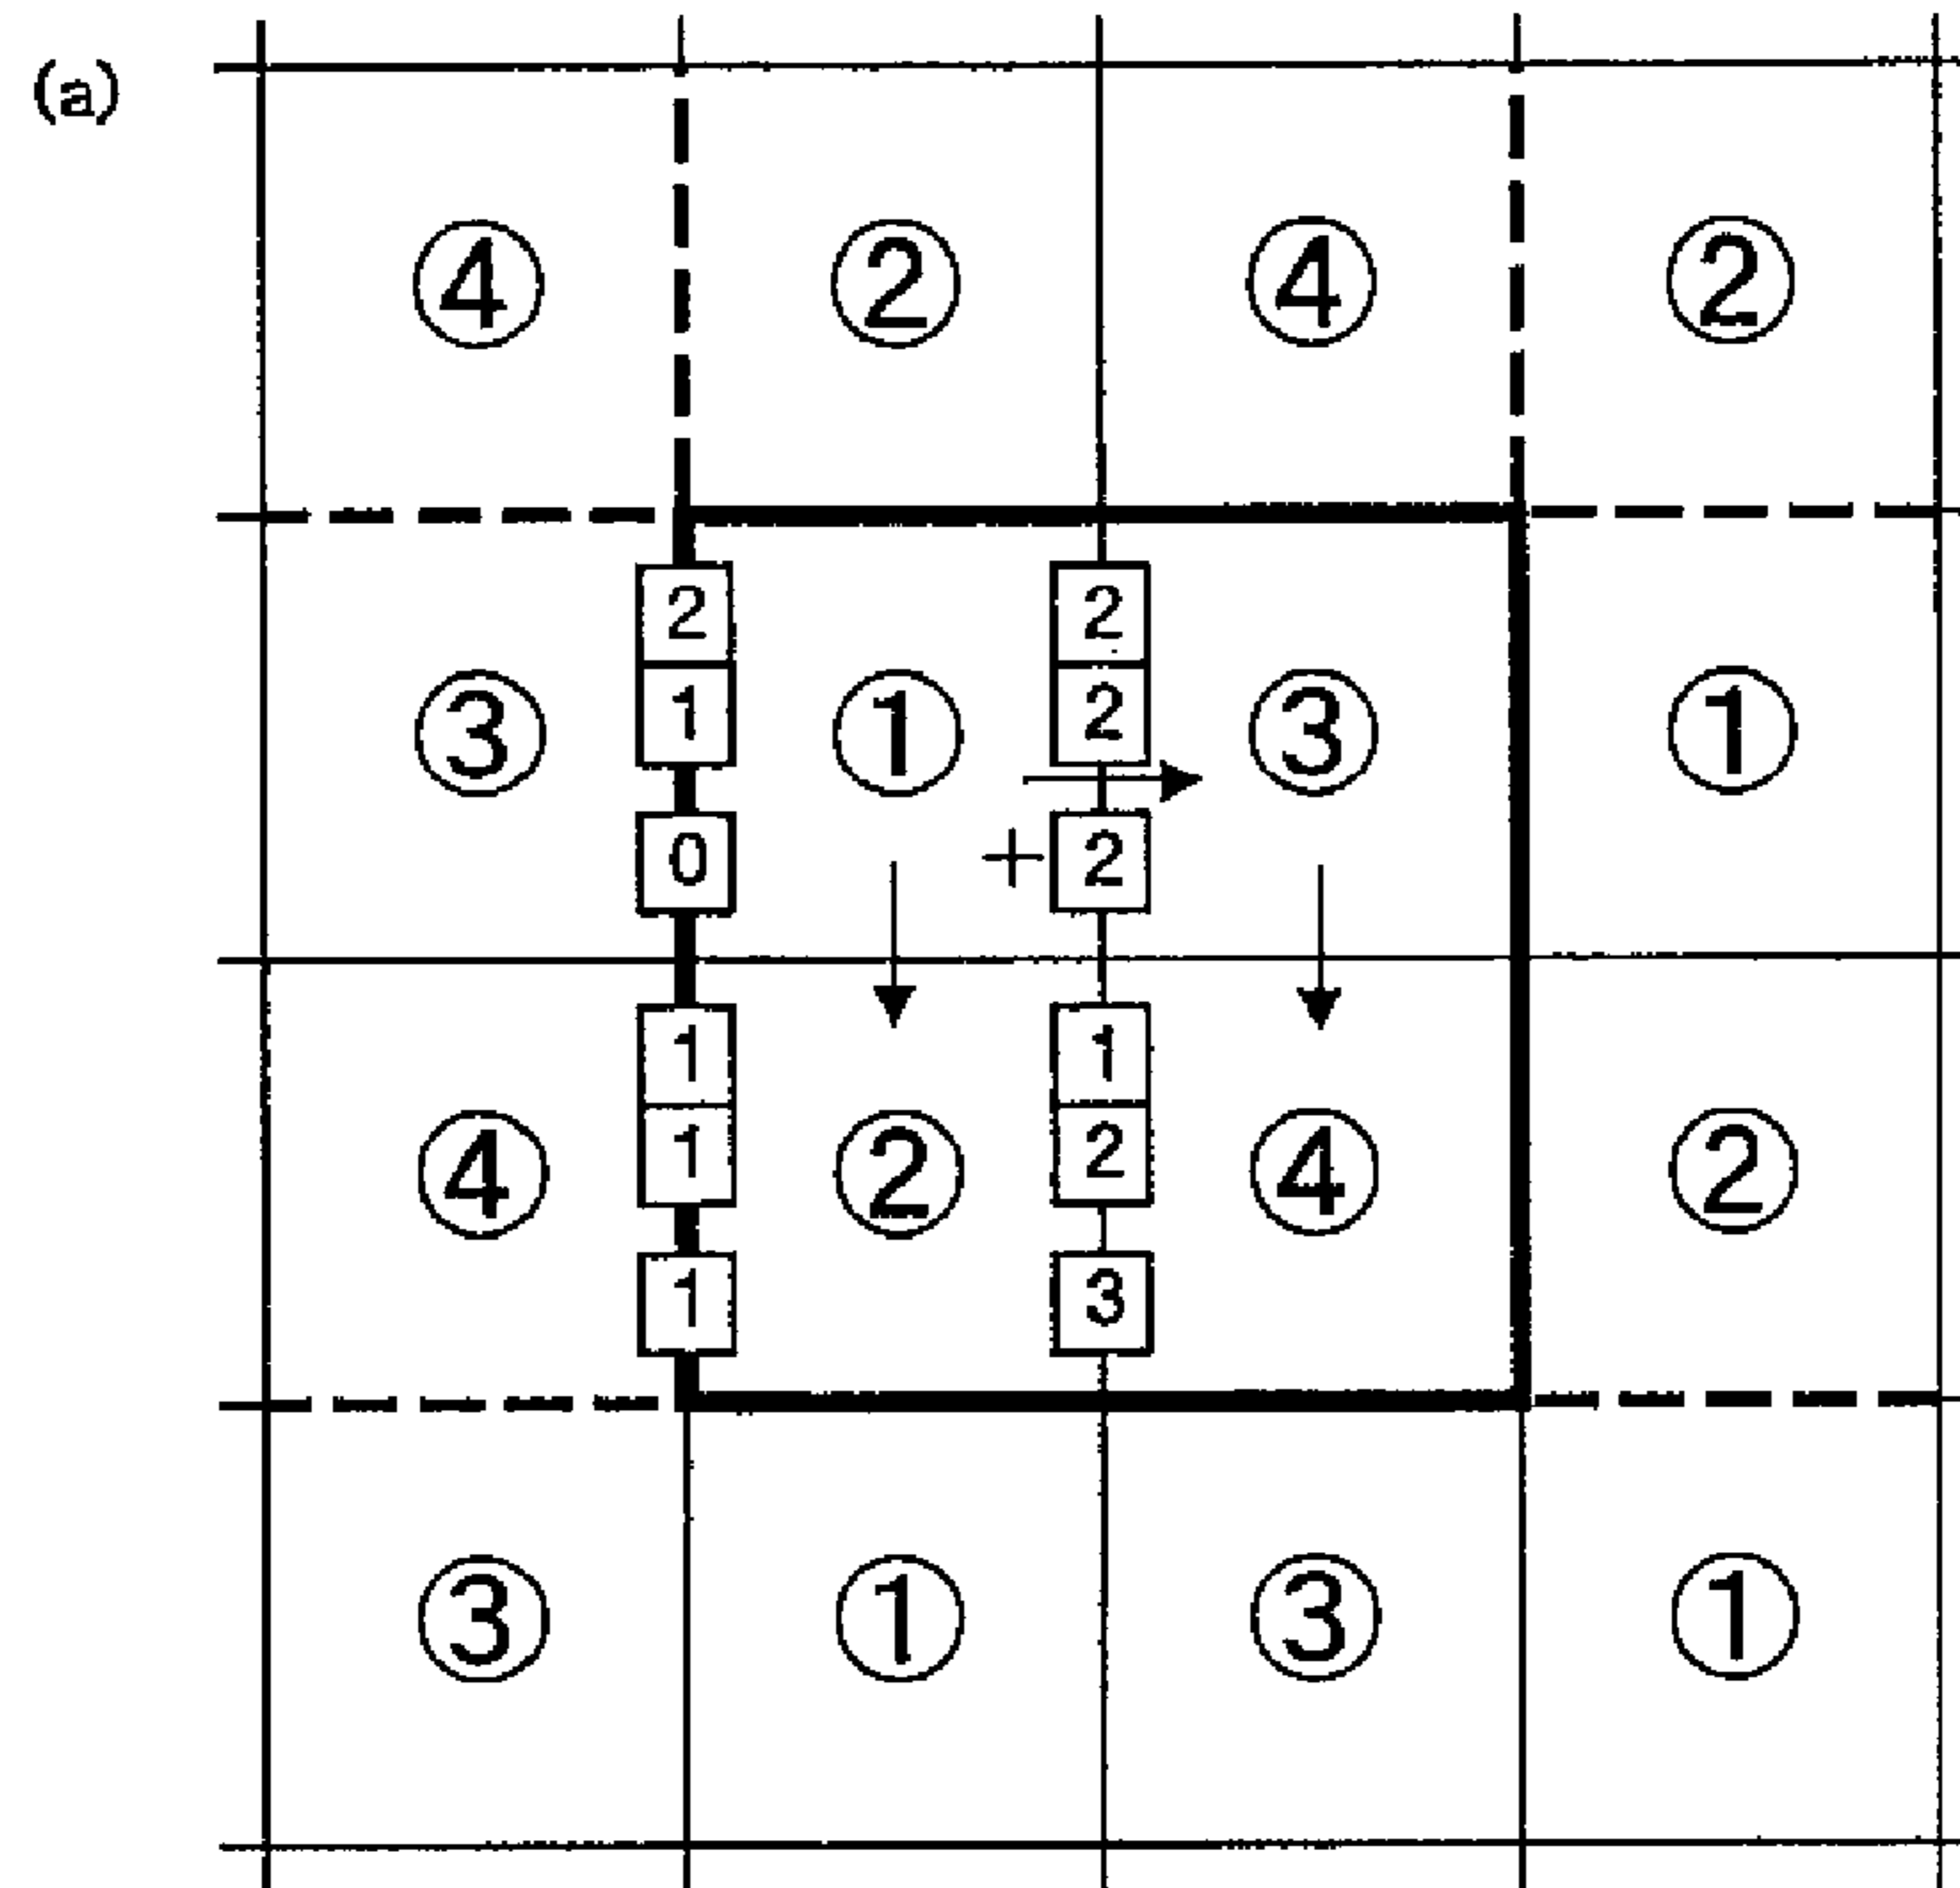 (a)
④ ② ④ ②
2 2
③ 1 ① 2 ③ ①
0 + 2
1 1
④ 1 ② 2 ④ ②
1 3
③ ① ③ ①